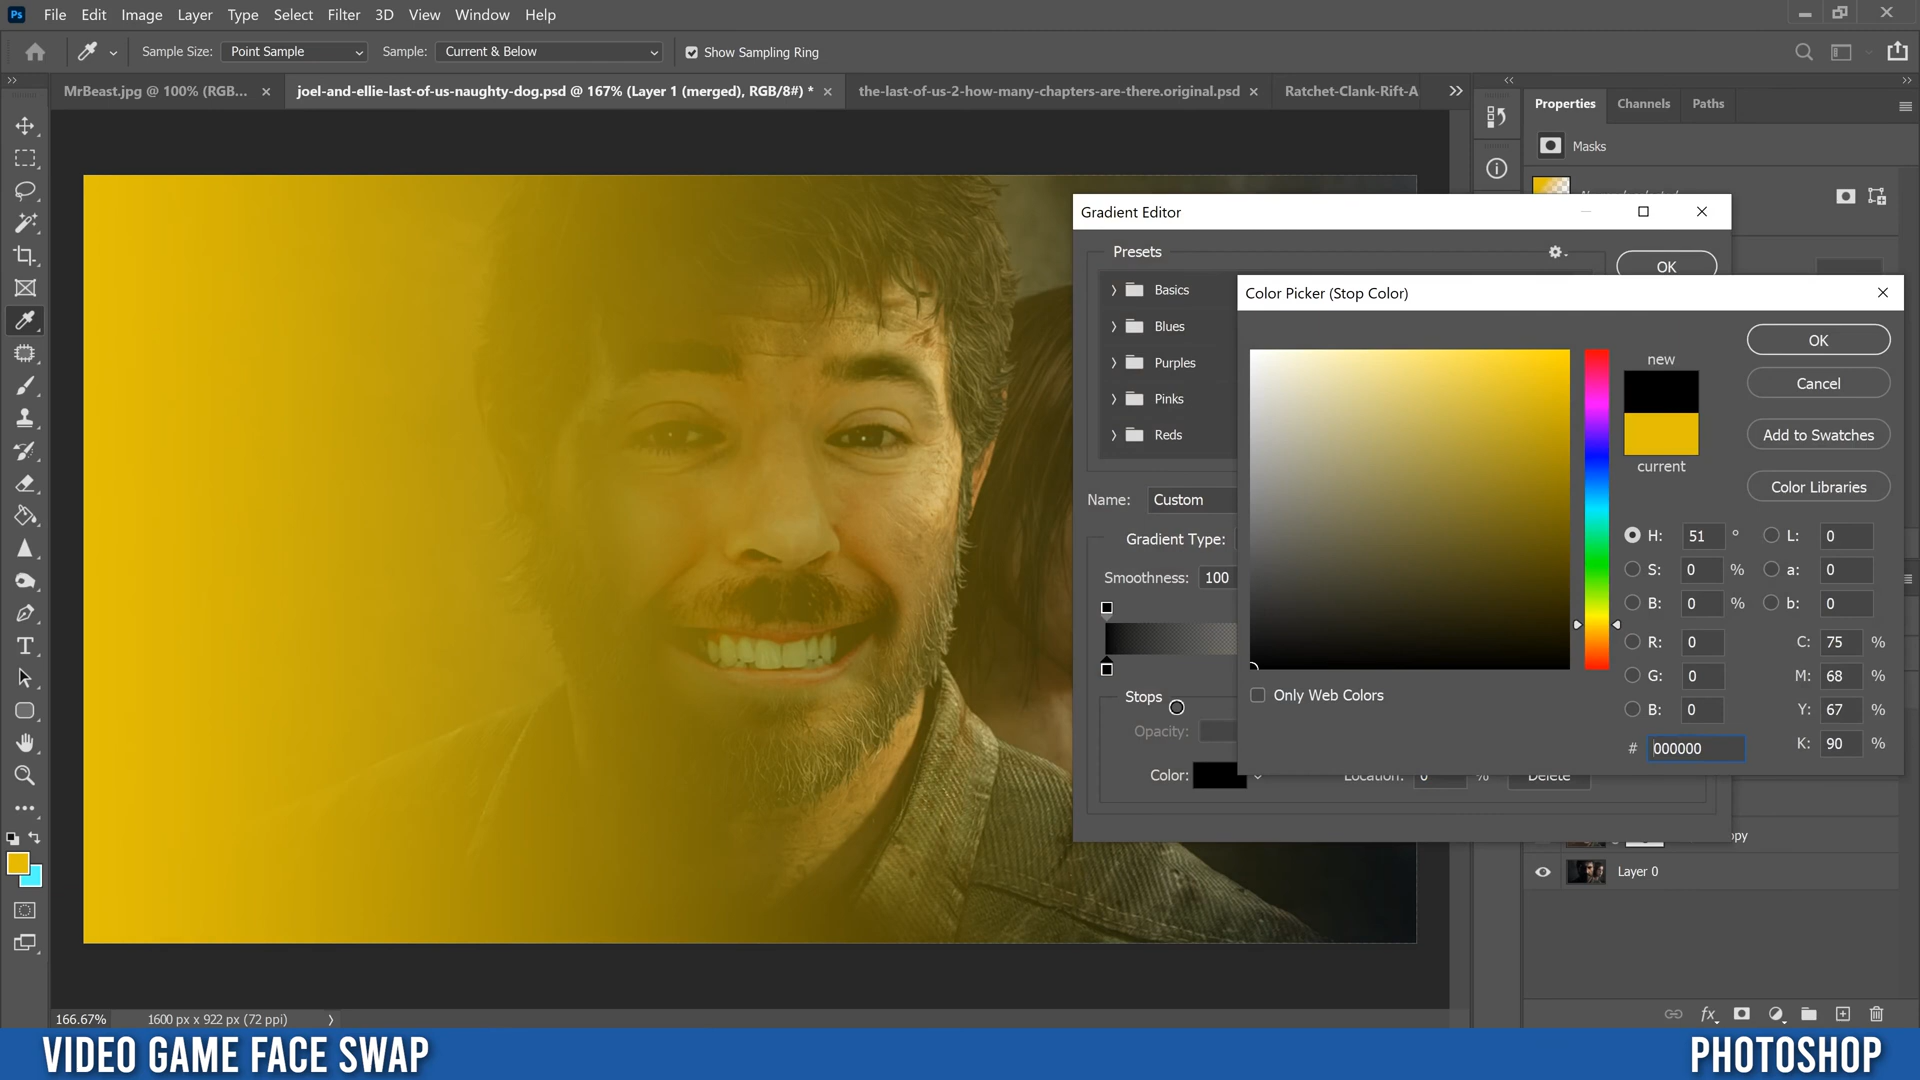 Ps File Edit Image Layer Type Select Filter 3D View Window Help
Sample Size: Point Sample Sample: Current & Below Show Sampling Ring
MrBeast.jpg @ 100% (RGB... × joel-and-ellie-last-of-us-naughty-dog.psd @ 167% (Layer 1 (merged), RGB/8#) * × the-last-of-us-2-how-many-chapters-are-there.original.psd × Ratchet-Clank-Rift-A
Properties Channels Paths
Masks
Gradient Editor
Presets
OK
Basics
Blues
Purples
Pinks
Reds
Name: Custom
Gradient Type:
Smoothness: 100
Stops
Opacity:
Color: Location: 0 % Delete
Color Picker (Stop Color)
new
current
OK
Cancel
Add to Swatches
Color Libraries
H: 51 ° L: 0
S: 0 % a: 0
B: 0 % b: 0
R: 0 C: 75 %
G: 0 M: 68 %
B: 0 Y: 67 %
# 000000 K: 90 %
Only Web Colors
opy
Layer 0
fx
166.67% 1600 px x 922 px (72 ppi)
VIDEO GAME FACE SWAP
PHOTOSHOP